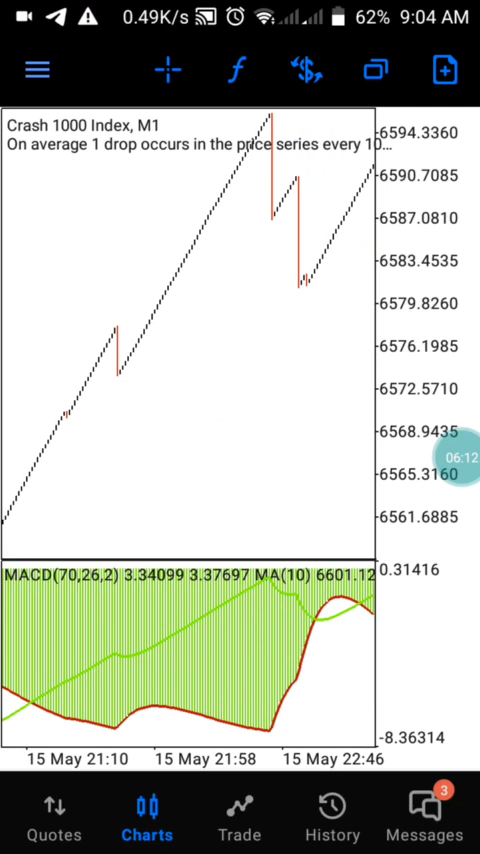 0.49K/s 62% 9:04 AM
Crash 1000 Index, M1
On average 1 drop occurs in the price series every 10...
6594.3360
6590.7085
6587.0810
6583.4535
6579.8260
6576.1985
6572.5710
6568.9435
06:12
6565.3160
6561.6885
MACD(70,26,2) 3.34099 3.37697 MA(10) 6601.12
0.31416
-8.36314
15 May 21:10 15 May 21:58 15 May 22:46
3
Quotes Charts Trade History Messages